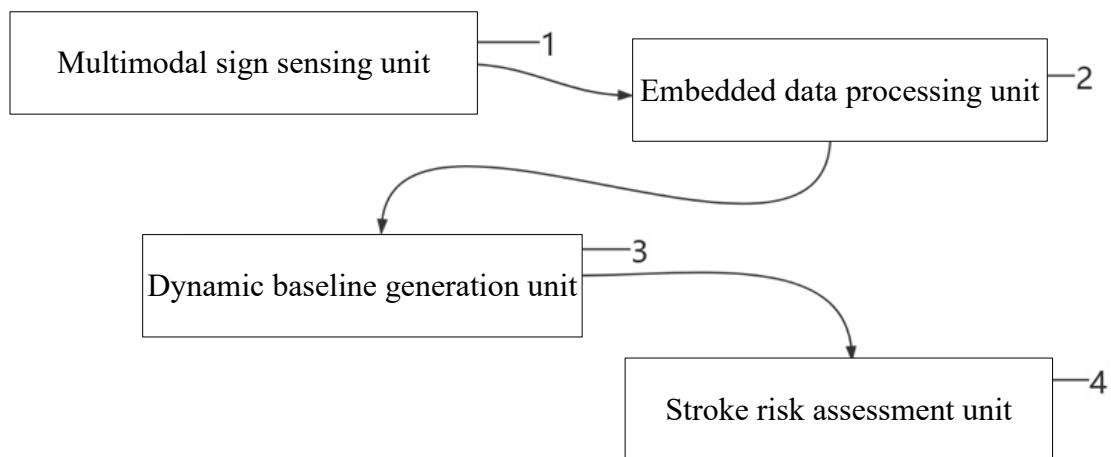 Multimodal sign sensing unit
1
Embedded data processing unit
2
Dynamic baseline generation unit
3
Stroke risk assessment unit
4